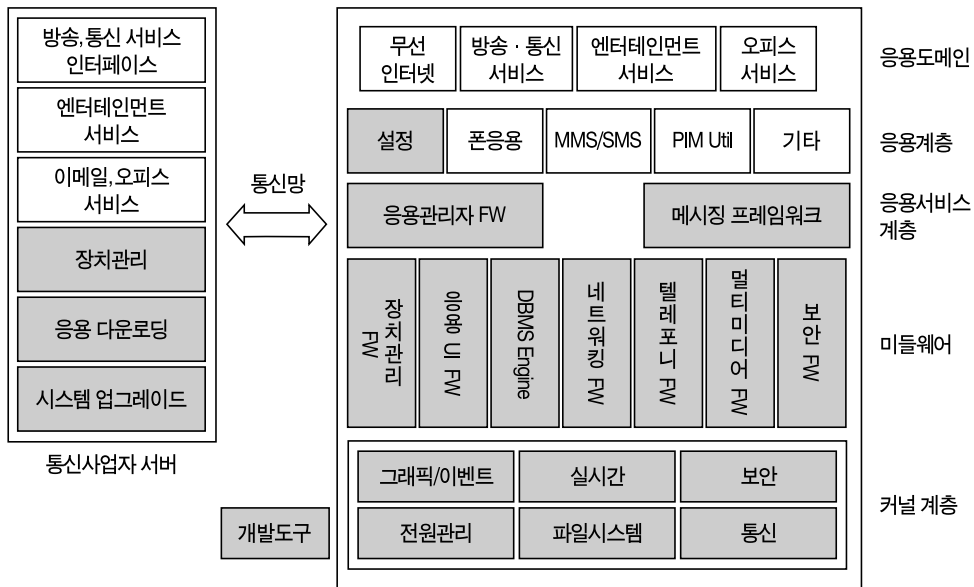 방송,통신 서비스
인터페이스
엔터테인먼트
서비스
이메일,오피스
서비스
장치관리
응용 다운로딩
시스템 업그레이드
통신사업자 서버
통신망
개발도구
무선
인터넷
방송 · 통신
서비스
엔터테인먼트
서비스
오피스
서비스
응용도메인
설정
폰응용
MMS/SMS
PIM Util
기타
응용계층
응용관리자 FW
메시징 프레임워크
응용서비스
계층
장치관리
FW
응용 UI FW
DBMS Engine
네트워킹 FW
텔레포니 FW
멀티미디어 FW
보안 FW
미들웨어
그래픽/이벤트
실시간
보안
전원관리
파일시스템
통신
커널 계층